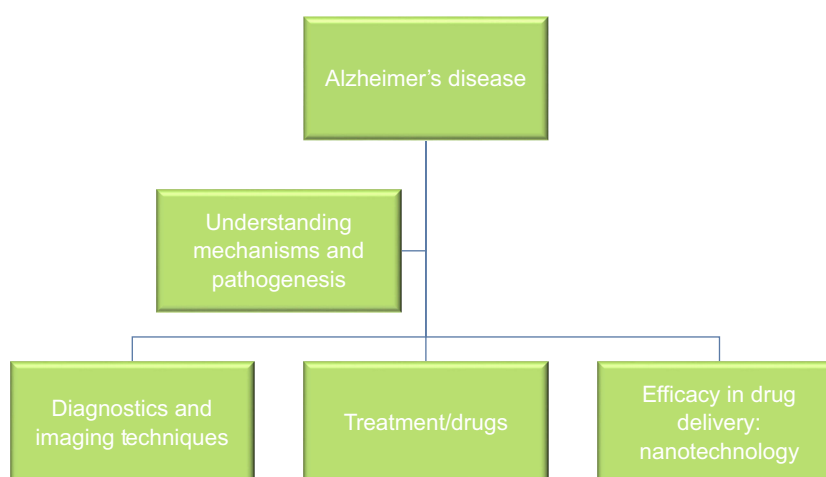 Alzheimer’s disease
Understanding
mechanisms and
pathogenesis
Diagnostics and
imaging techniques
Treatment/drugs
Efficacy in drug
delivery:
nanotechnology